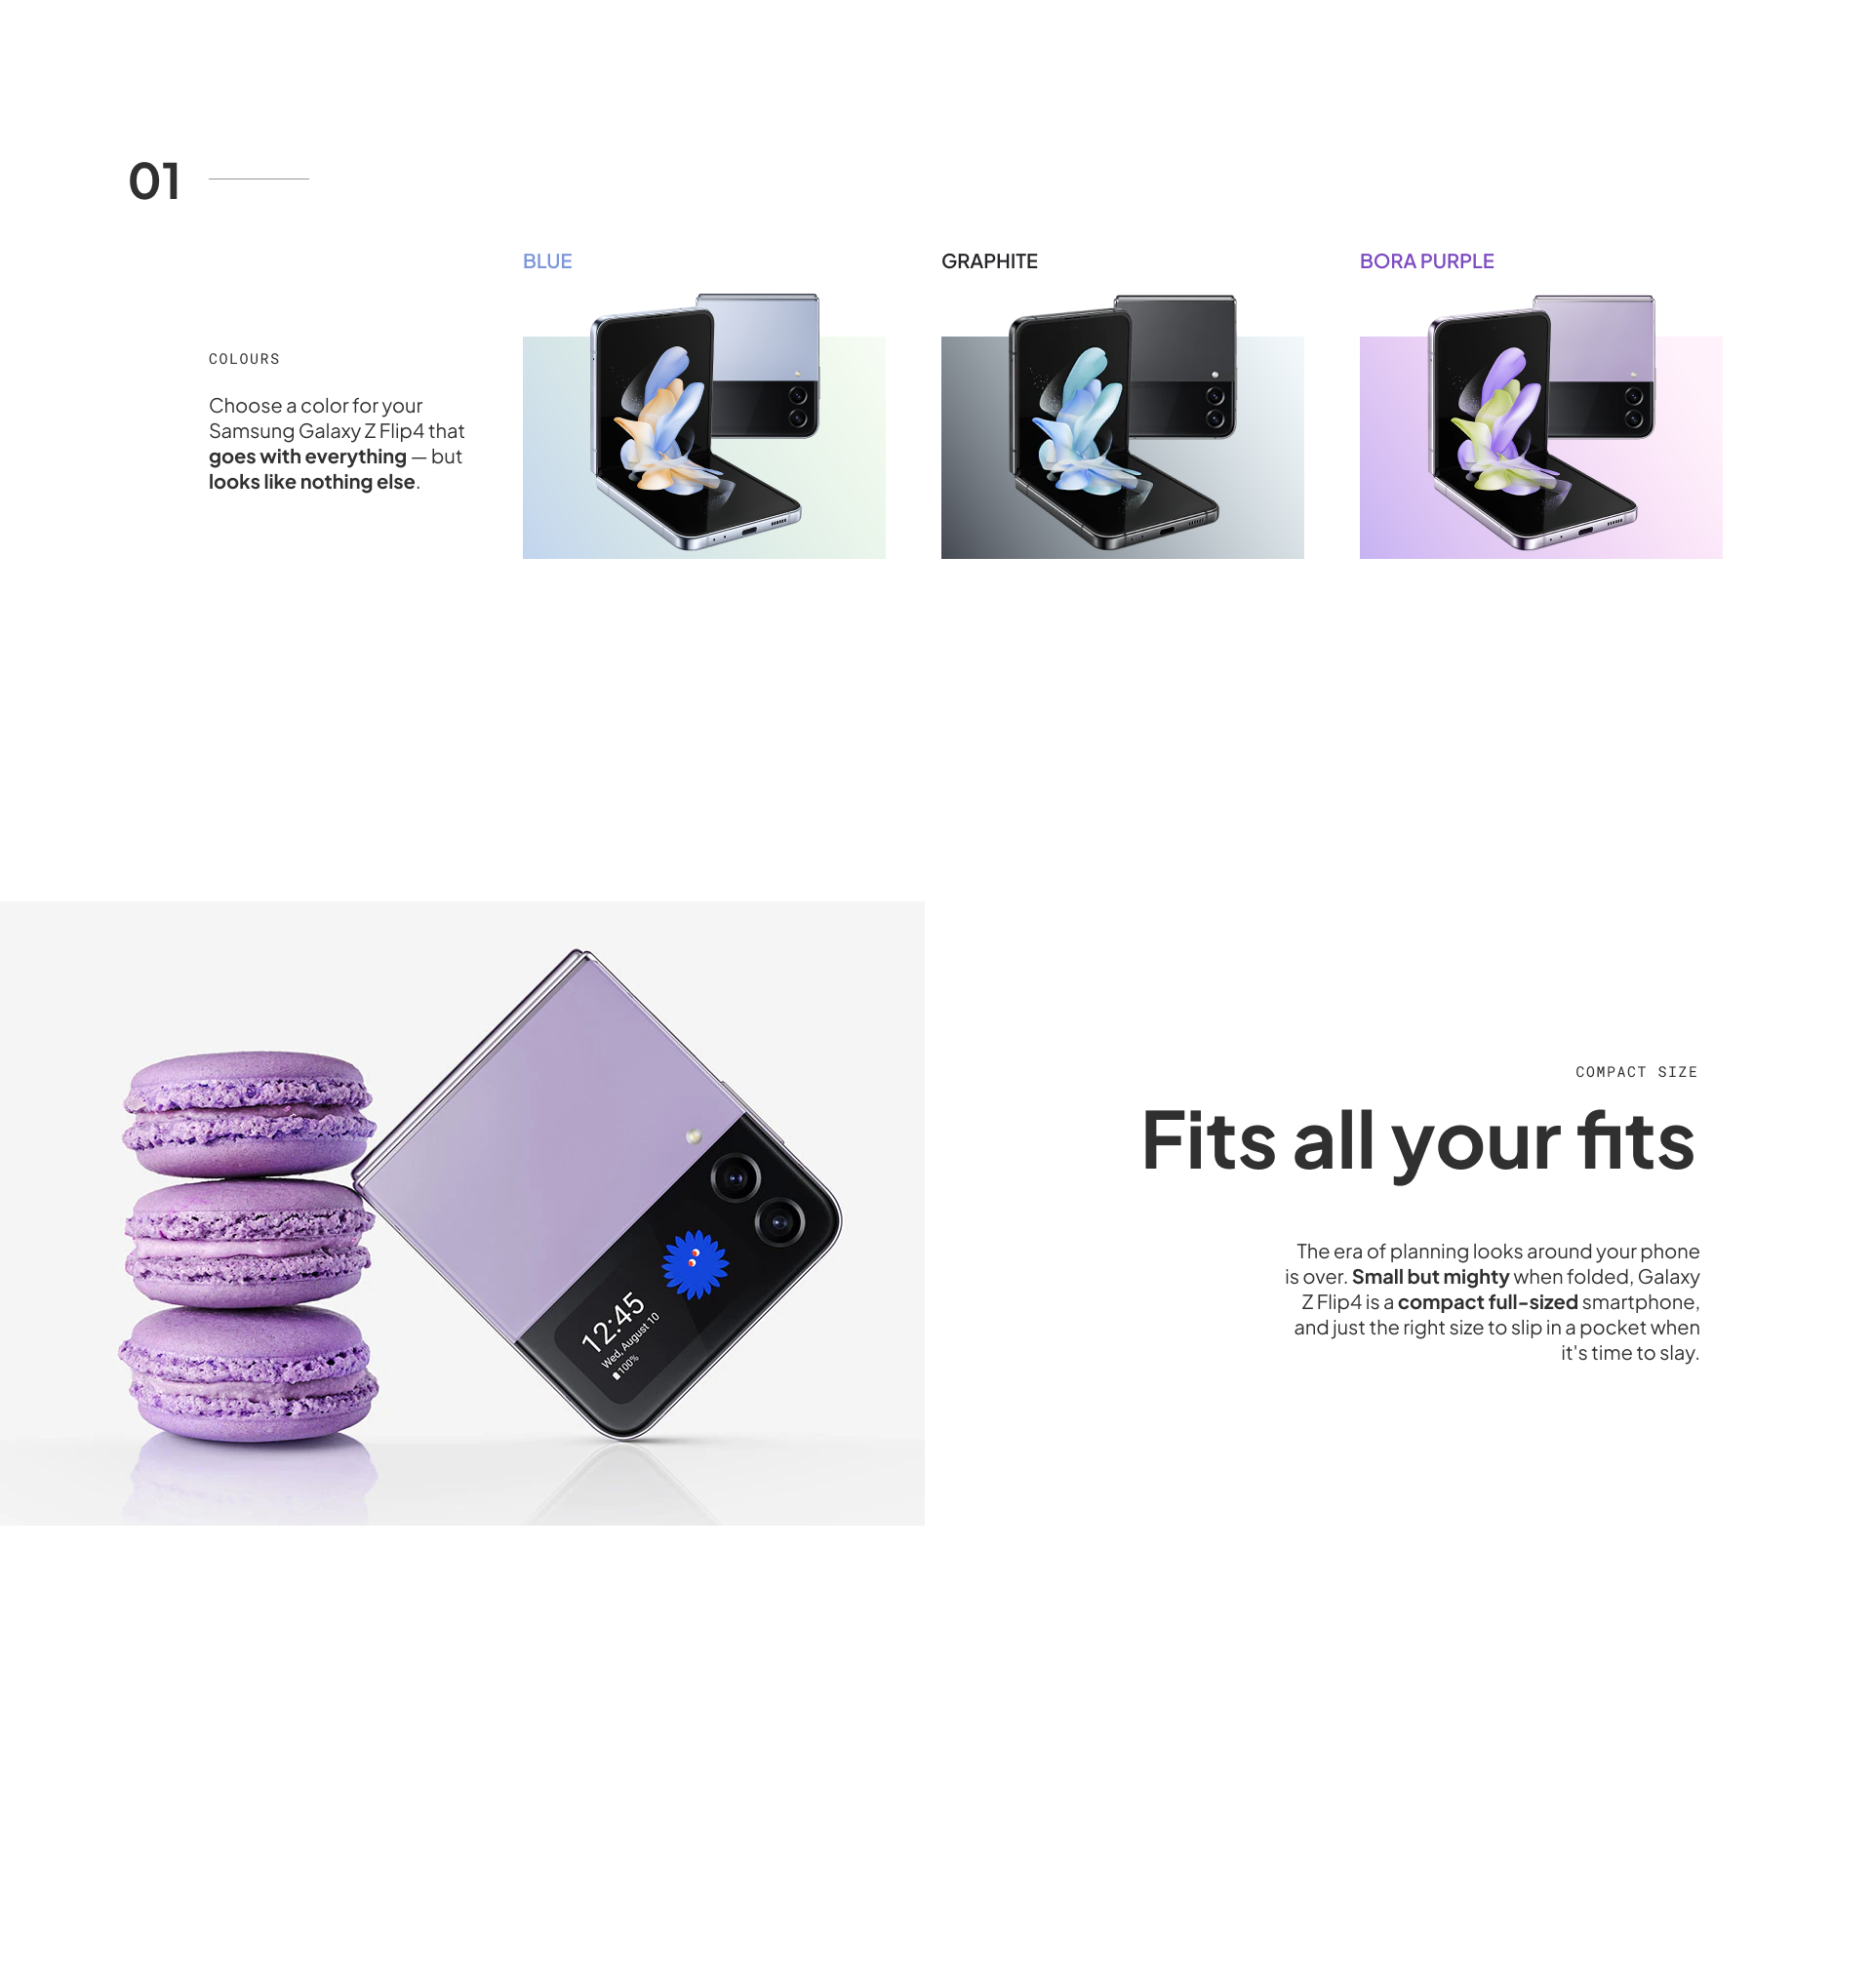 01
BLUE
GRAPHITE
BORA PURPLE
COLOURS
Choose a color for your
Samsung Galaxy Z Flip4 that
goes with everything — but
looks like nothing else.
COMPACT SIZE
Fits all your fits
The era of planning looks around your phone
is over. Small but mighty when folded, Galaxy
Z Flip4 is a compact full-sized smartphone,
and just the right size to slip in a pocket when
it's time to slay.
12:45
Wed, August 10
100%